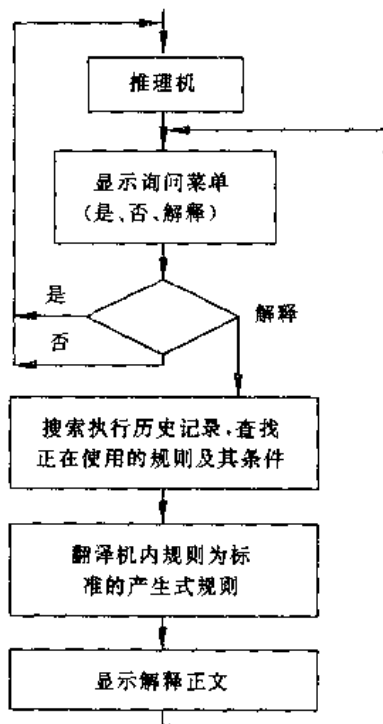 推理机
显示询问菜单
(是、否、解释)
是
解释
否
搜索执行历史记录,查找
正在使用的规则及其条件
翻译机内规则为标
准的产生式规则
显示解释正文